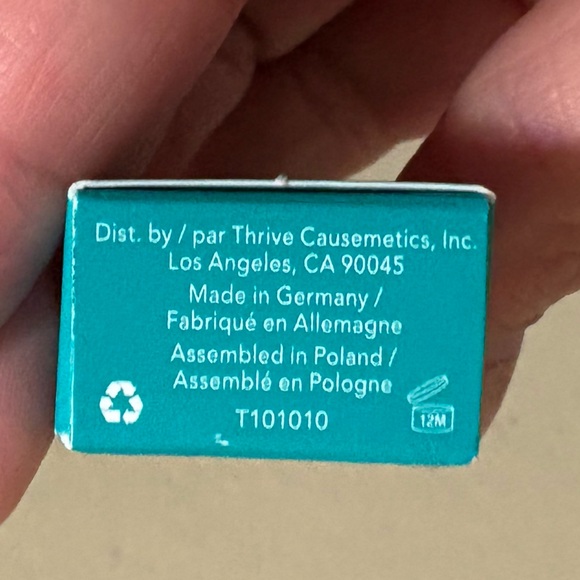 Dist. by / par Thrive Causemetics, Inc.
Los Angeles, CA 90045
Made in Germany /
Fabriqué en Allemagne
Assembled in Poland /
Assemblé en Pologne
T101010
12M